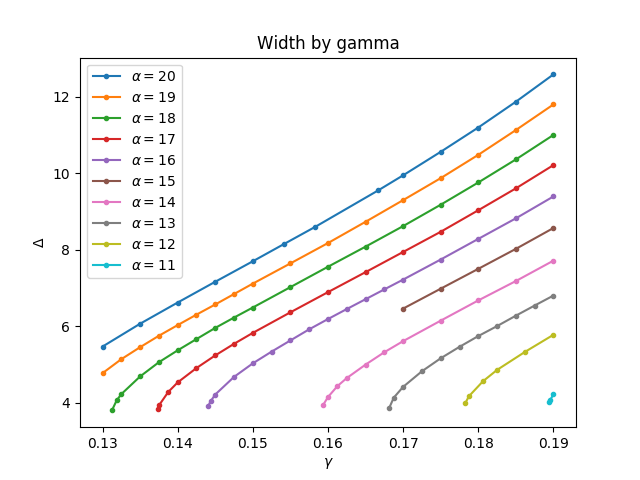 Width by gamma
α = 20
α = 19
α = 18
α = 17
α = 16
α = 15
α = 14
α = 13
α = 12
α = 11
12
10
8
6
4
Δ
0.13 0.14 0.15 0.16 0.17 0.18 0.19
γ